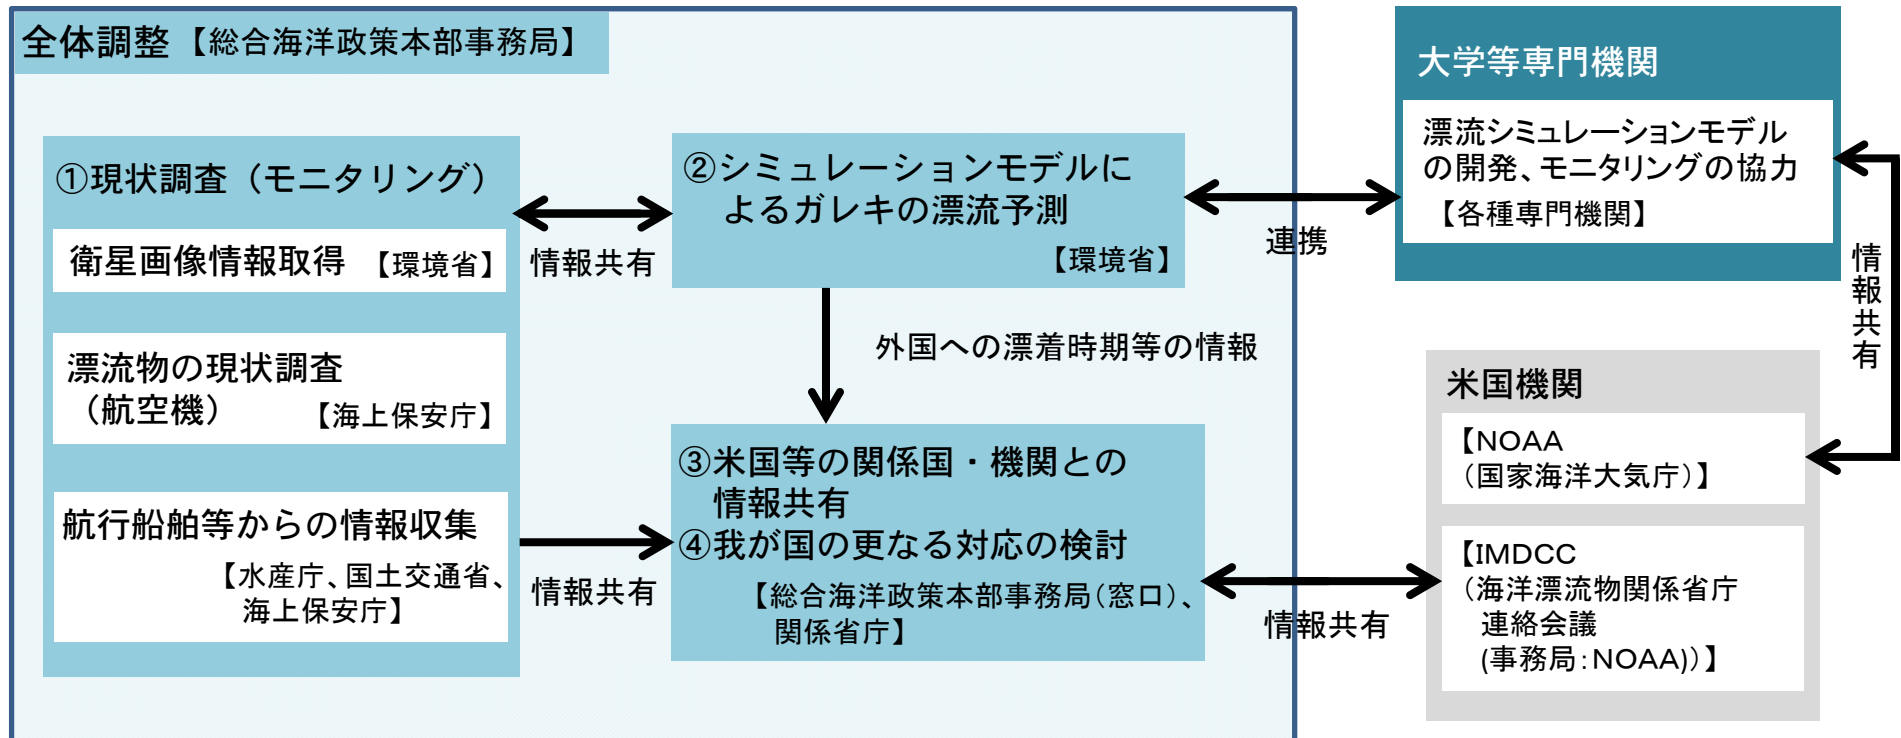 全体調整【総合海洋政策本部事務局】
①現状調査（モニタリング）
衛星画像情報取得 【環境省】
漂流物の現状調査
（航空機） 【海上保安庁】
航行船舶等からの情報収集
【水産庁、国土交通省、
海上保安庁】
情報共有
情報共有
②シミュレーションモデルに
よるガレキの漂流予測
【環境省】
外国への漂着時期等の情報
③米国等の関係国・機関との
情報共有
④我が国の更なる対応の検討
【総合海洋政策本部事務局（窓口）、
関係省庁】
連携
情報共有
大学等専門機関
漂流シミュレーションモデル
の開発、モニタリングの協力
【各種専門機関】
情報共有
米国機関
【NOAA
（国家海洋大気庁）】
【IMDCC
（海洋漂流物関係省庁
連絡会議
(事務局：NOAA)）】